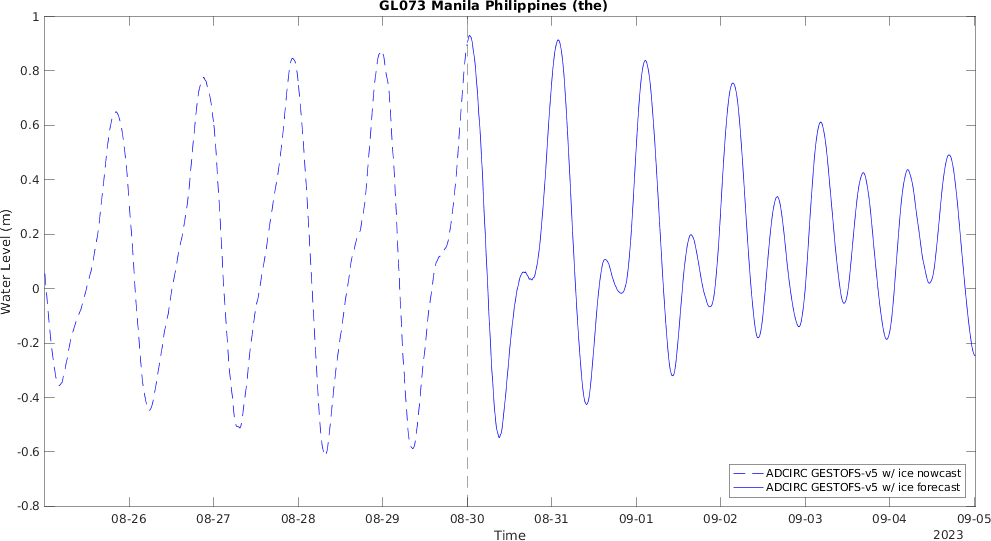 GL073 Manila Philippines (the)
1
0.8
0.6
0.4
0.2
0
-0.2
-0.4
-0.6
-0.8
Water Level (m)
08-26 08-27 08-28 08-29 08-30 08-31 09-01 09-02 09-03 09-04 09-05
Time
2023
ADCIRC GESTOFS-v5 w/ ice nowcast
ADCIRC GESTOFS-v5 w/ ice forecast